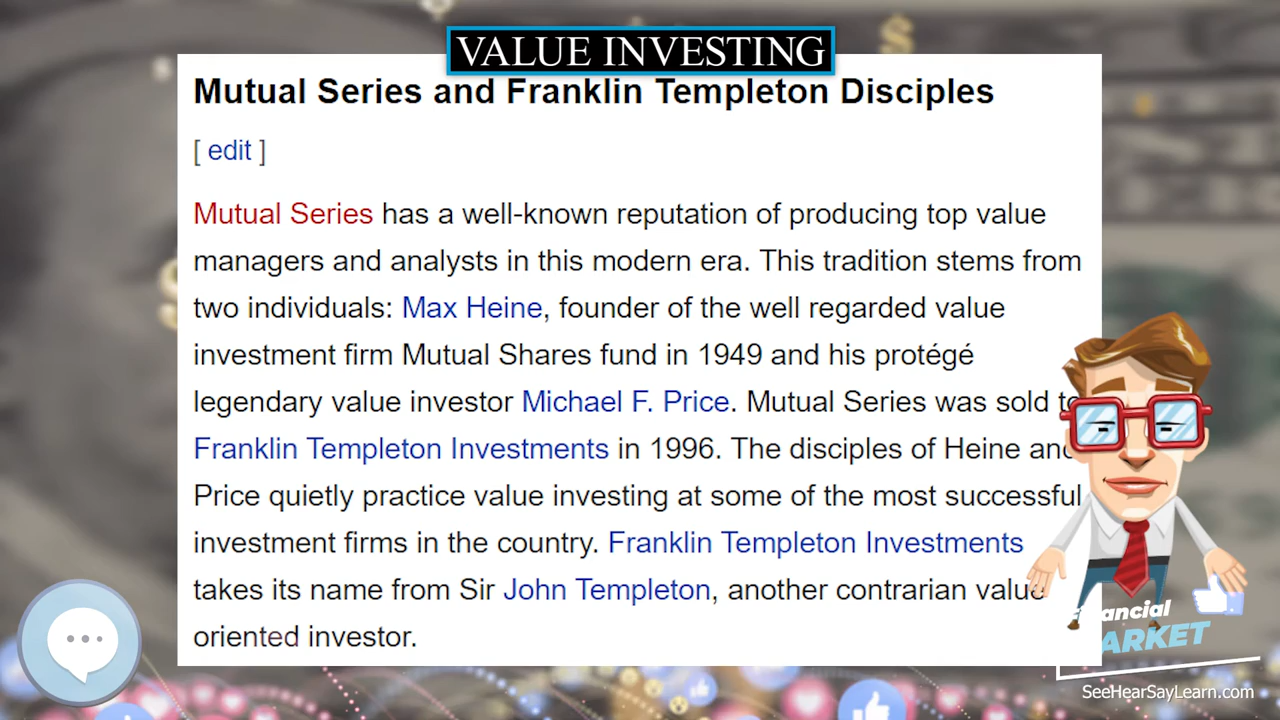 VALUE INVESTING
Mutual Series and Franklin Templeton Disciples
[ edit ]
Mutual Series has a well-known reputation of producing top value
managers and analysts in this modern era. This tradition stems from
two individuals: Max Heine, founder of the well regarded value
investment firm Mutual Shares fund in 1949 and his protégé
legendary value investor Michael F. Price. Mutual Series was sold to
Franklin Templeton Investments in 1996. The disciples of Heine and
Price quietly practice value investing at some of the most successful
investment firms in the country. Franklin Templeton Investments
takes its name from Sir John Templeton, another contrarian value
oriented investor.
SeeHearSayLearn.com